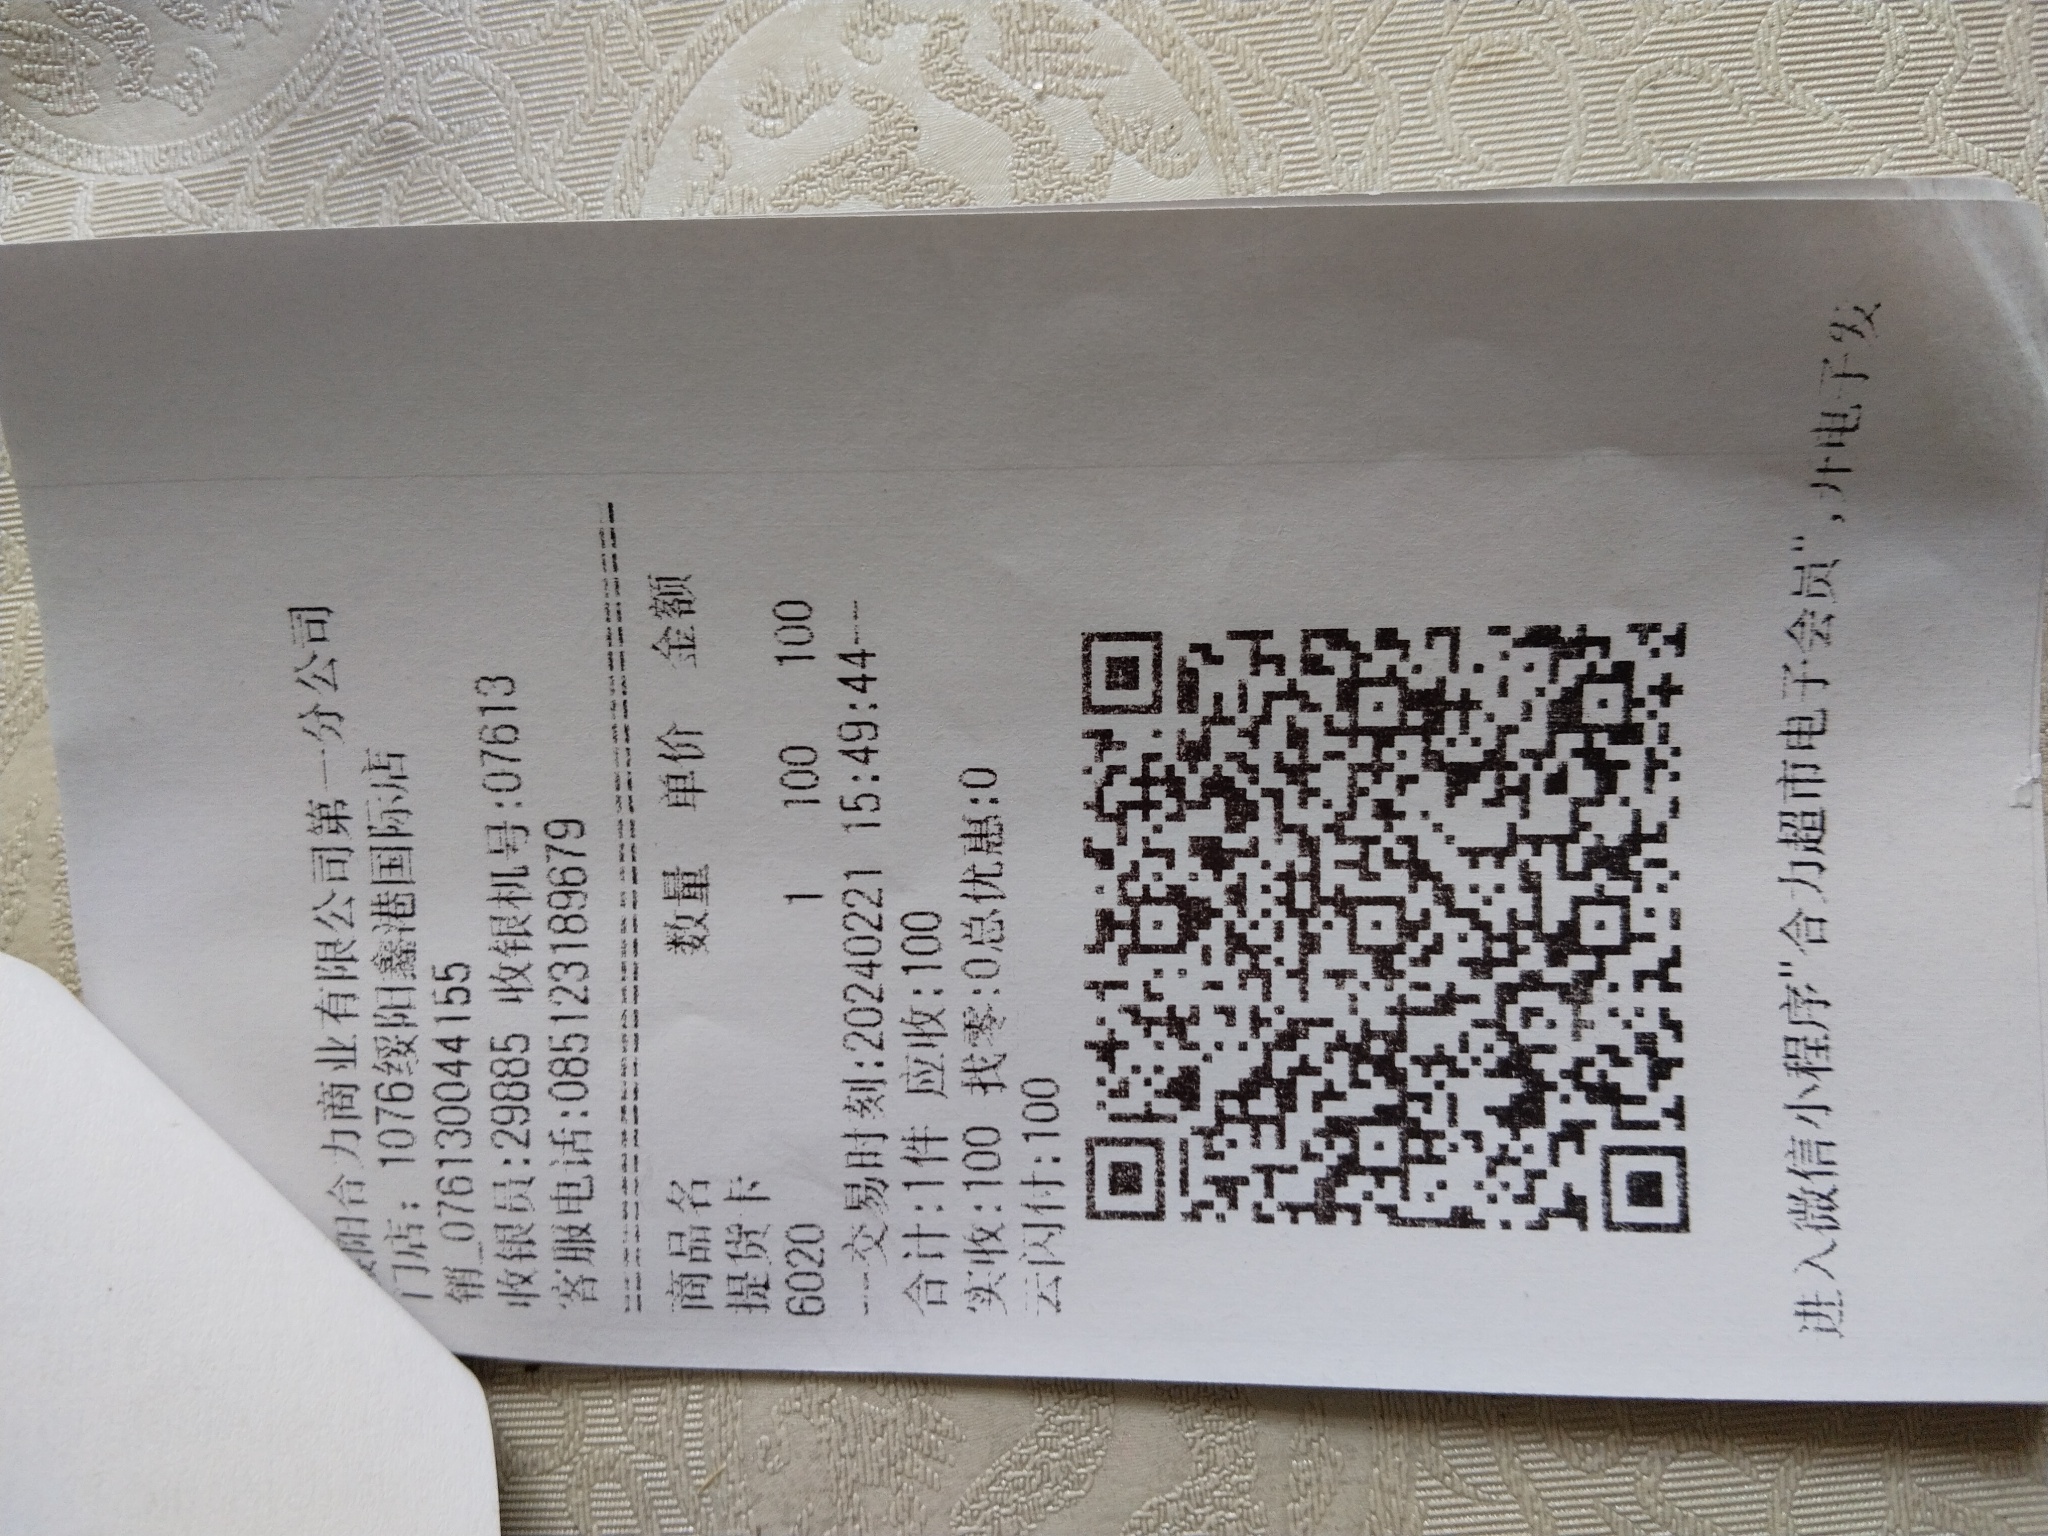 阳合力商业有限公司第一分公司
门店: 1076绥阳鑫港国际店
销_076130044155
收银员:29885 收银机号:07613
客服电话:085123189679
商品名 数量 单价 金额
提货卡
6020 1 100 100
---交易时刻:20240221 15:49:44---
合计:1件 应收:100
实收:100 找零:0总优惠:0
云闪付:100
进入微信小程序"合力超市电子会员",开电子发